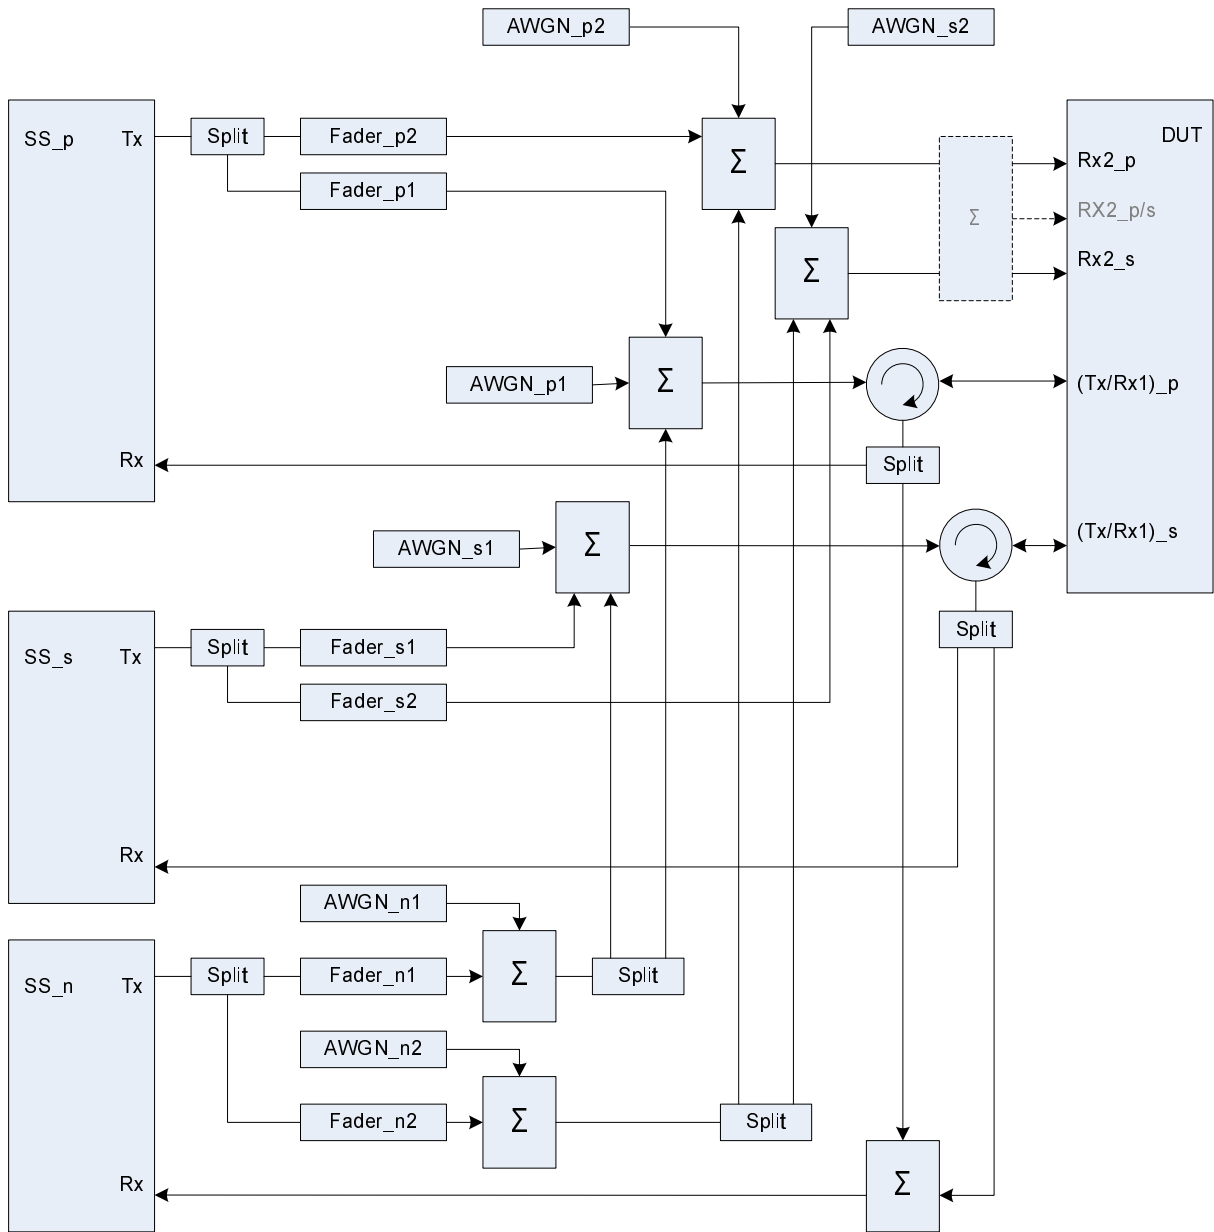 AWGN_p2
AWGN_s2
SS_p
Tx
Split
Fader_p2
Fader_p1
Σ
DUT
Rx2_p
Σ
RX2_p/s
Rx2_s
Σ
AWGN_p1
Σ
(Tx/Rx1)_p
Rx
Split
AWGN_s1
Σ
(Tx/Rx1)_s
Split
SS_s
Tx
Split
Fader_s1
Fader_s2
Rx
AWGN_n1
SS_n
Tx
Split
Fader_n1
Σ
Split
AWGN_n2
Fader_n2
Σ
Split
Rx
Σ